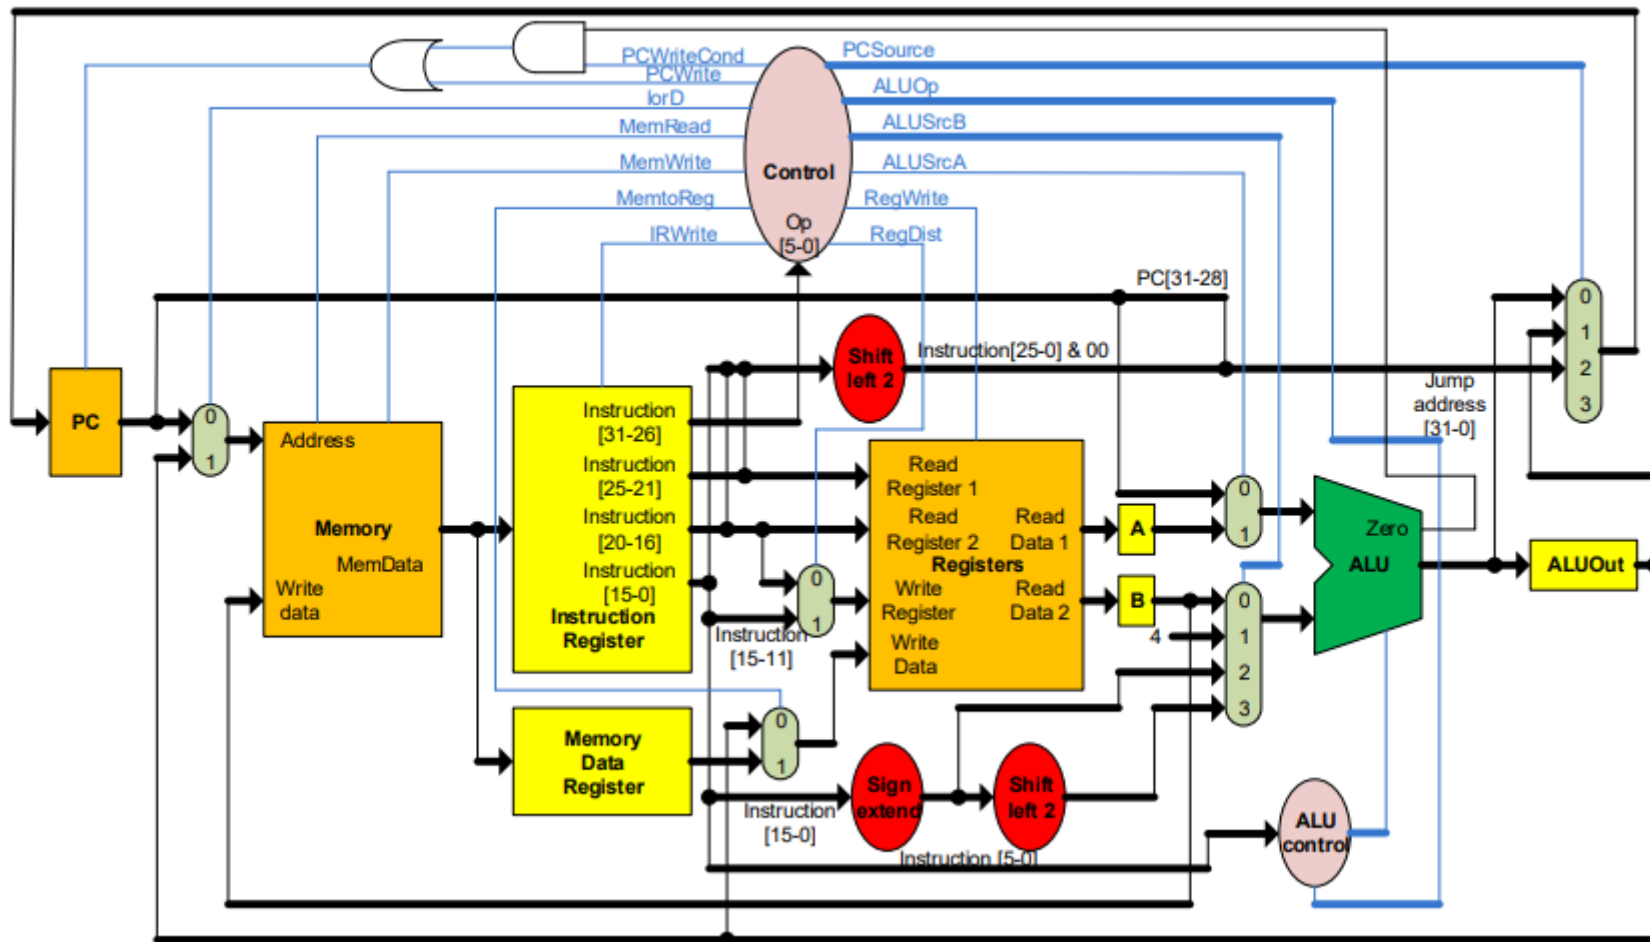 PCWriteCond
PCSource
PCWrite
ALUOp
IorD
ALUSrcB
MemRead
MemWrite
ALUSrcA
Control
MemtoReg
RegWrite
Op
[5-0]
IRWrite
RegDist
PC[31-28]
0
1
2
3
Shift
left 2
Instruction[25-0] & 00
Jump
address
[31-0]
PC
0
1
Address
Memory
MemData
Write
data
Instruction
[31-26]
Instruction
[25-21]
Instruction
[20-16]
Instruction
[15-0]
Instruction
Register
0
1
Instruction
[15-11]
Read
Register 1
Read
Register 2
Read
Data 1
Registers
Write
Register
Read
Data 2
Write
Data
A
B
4
0
1
0
1
2
3
Zero
ALU
ALUOut
Memory
Data
Register
0
1
Instruction
[15-0]
Sign
extend
Shift
left 2
Instruction [5-0]
ALU
control